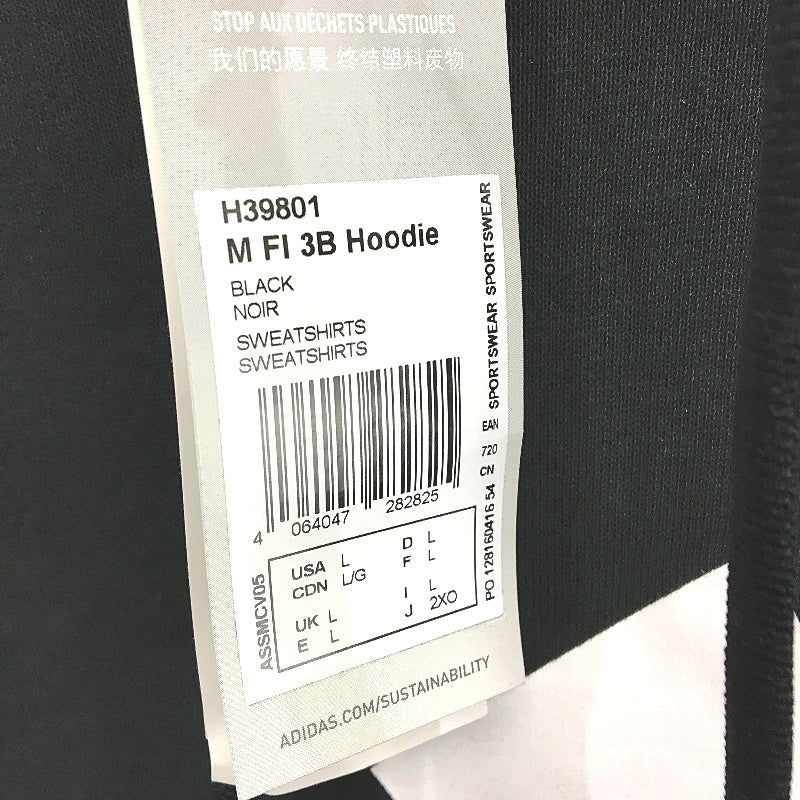 STOP AUX DÉCHETS PLASTIQUES
我们的愿景 终结塑料废物
H39801
M FI 3B Hoodie
BLACK
NOIR
SWEATSHIRTS
SWEATSHIRTS
4 064047 282825
USA L
CDN L/G
UK L
E L
D L
F L
I L
J 2XO
ASSMCV05
SPORTSWEAR SPORTSWEAR
EAN
720
CN
PO 128160416 54
ADIDAS.COM/SUSTAINABILITY